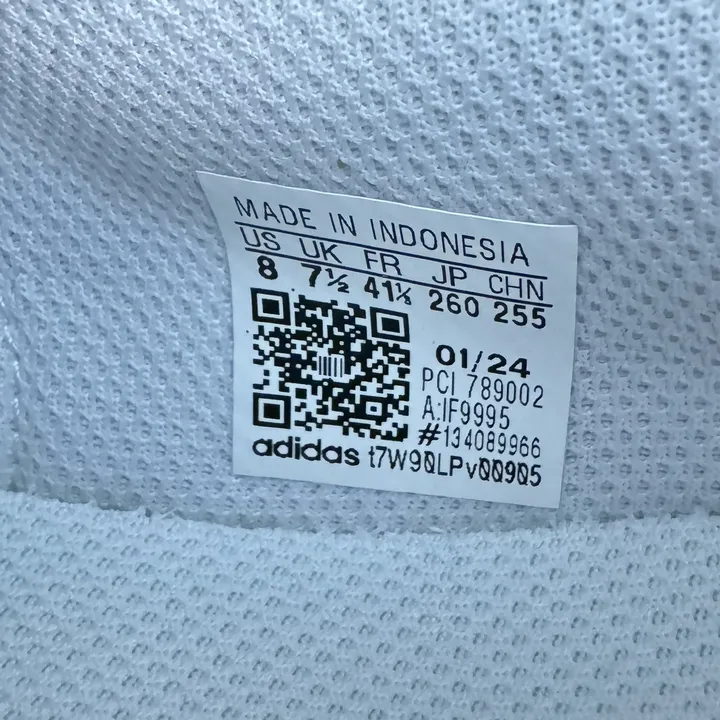 MADE IN INDONESIA
US UK FR JP CHN
8 7½ 41⅓ 260 255
01/24
PCI 789002
A:IF9995
#134089966
adidas t7W90LPv00905